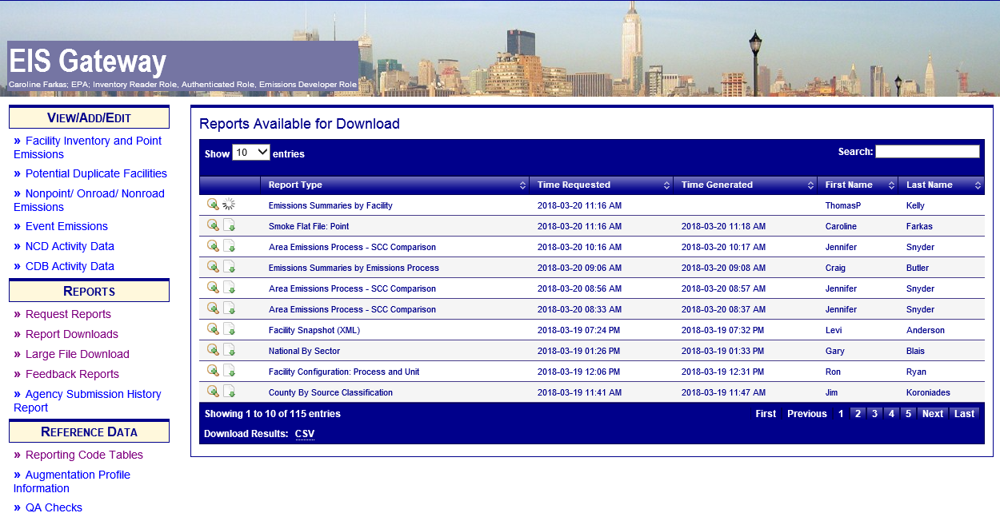 EIS Gateway
Caroline Farkas; EPA; Inventory Reader Role, Authenticated Role, Emissions Developer Role
VIEW/ADD/EDIT
» Facility Inventory and Point
Emissions
» Potential Duplicate Facilities
» Nonpoint/ Onroad/ Nonroad
Emissions
» Event Emissions
» NCD Activity Data
» CDB Activity Data
REPORTS
» Request Reports
» Report Downloads
» Large File Download
» Feedback Reports
» Agency Submission History
Report
REFERENCE DATA
» Reporting Code Tables
» Augmentation Profile
Information
» QA Checks
Reports Available for Download
Show 10 entries Search:
Report Type Time Requested Time Generated First Name Last Name
Emissions Summaries by Facility 2018-03-20 11:16 AM ThomasP Kelly
Smoke Flat File: Point 2018-03-20 11:16 AM 2018-03-20 11:18 AM Caroline Farkas
Area Emissions Process - SCC Comparison 2018-03-20 10:16 AM 2018-03-20 10:17 AM Jennifer Snyder
Emissions Summaries by Emissions Process 2018-03-20 09:06 AM 2018-03-20 09:08 AM Craig Butler
Area Emissions Process - SCC Comparison 2018-03-20 08:56 AM 2018-03-20 08:57 AM Jennifer Snyder
Area Emissions Process - SCC Comparison 2018-03-20 08:33 AM 2018-03-20 08:37 AM Jennifer Snyder
Facility Snapshot (XML) 2018-03-19 07:24 PM 2018-03-19 07:32 PM Levi Anderson
National By Sector 2018-03-19 01:26 PM 2018-03-19 01:33 PM Gary Blais
Facility Configuration: Process and Unit 2018-03-19 12:06 PM 2018-03-19 12:31 PM Ron Ryan
County By Source Classification 2018-03-19 11:41 AM 2018-03-19 11:47 AM Jim Koroniades
Showing 1 to 10 of 115 entries First Previous 1 2 3 4 5 Next Last
Download Results: CSV